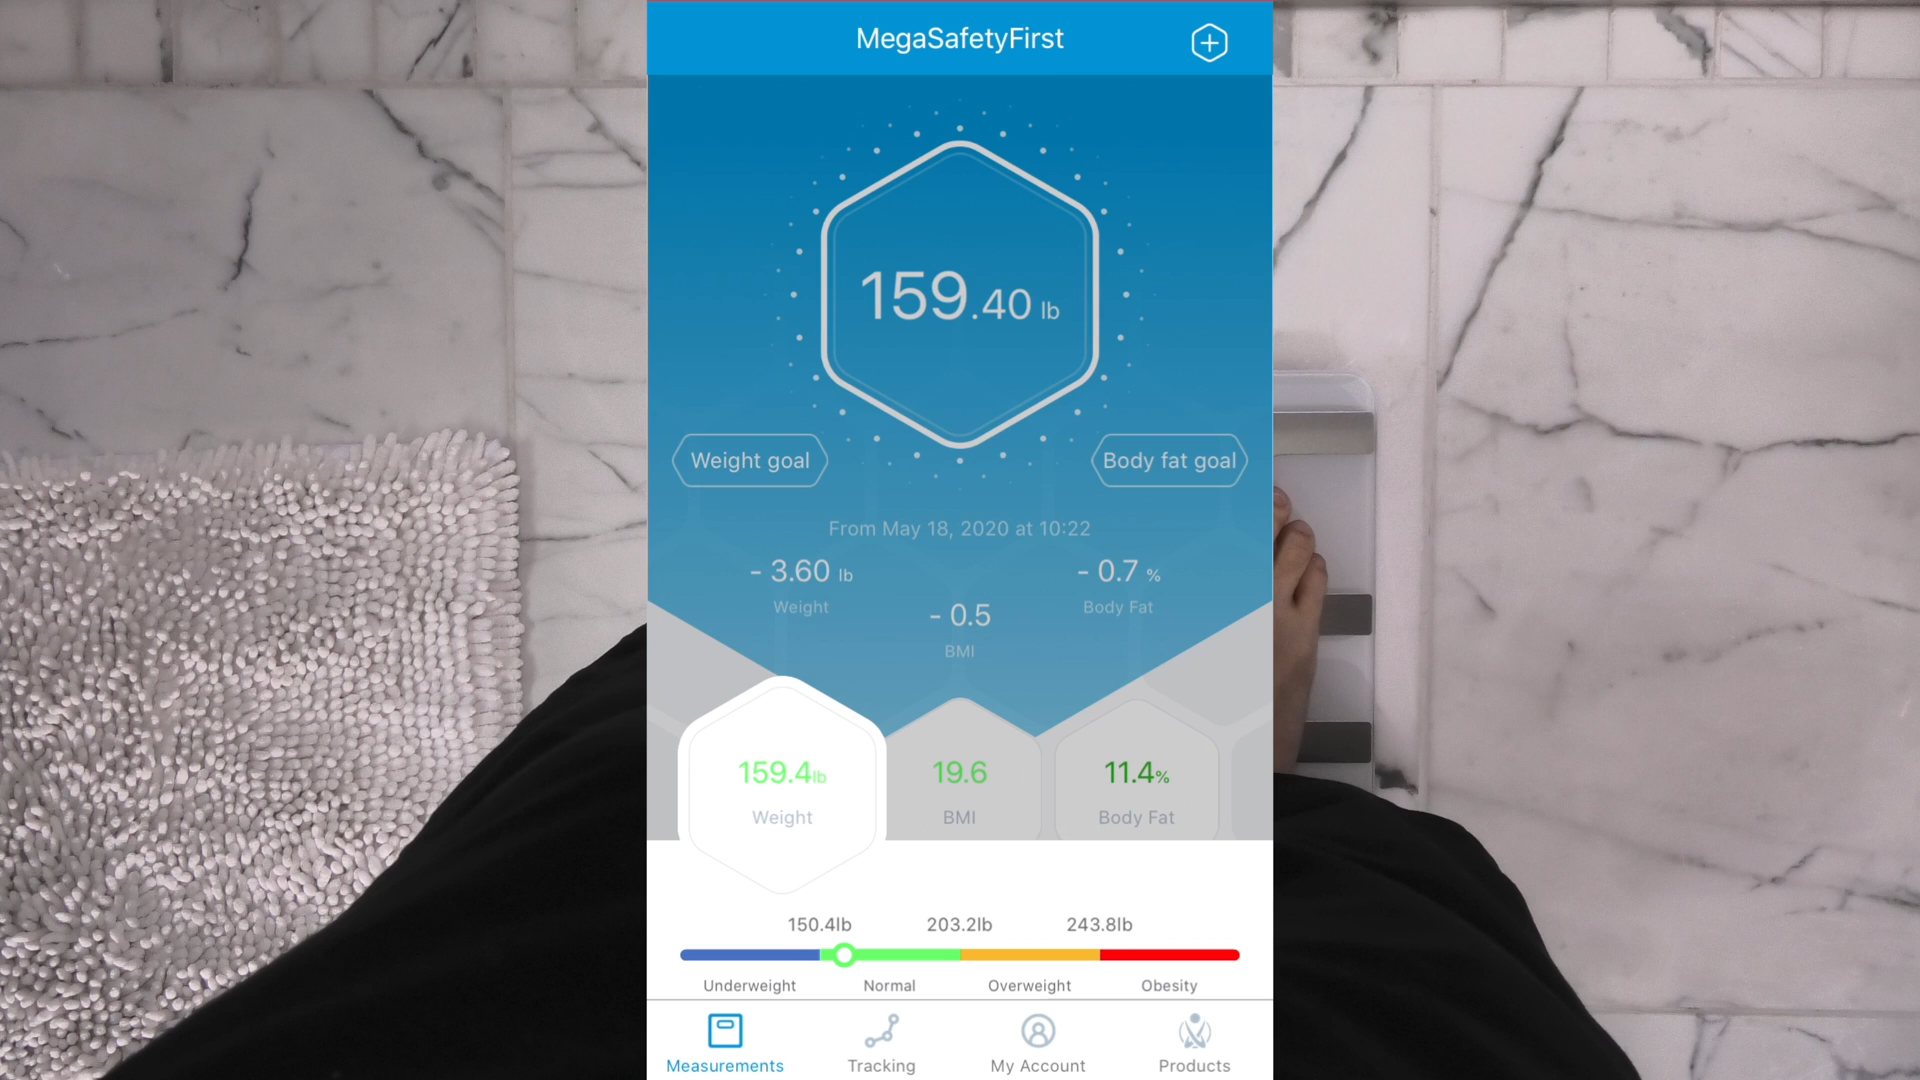 MegaSafetyFirst
159.40 lb
Weight goal
Body fat goal
From May 18, 2020 at 10:22
- 3.60 lb
Weight
- 0.5
BMI
- 0.7 %
Body Fat
159.4lb
Weight
19.6
BMI
11.4%
Body Fat
150.4lb 203.2lb 243.8lb
Underweight Normal Overweight Obesity
Measurements Tracking My Account Products